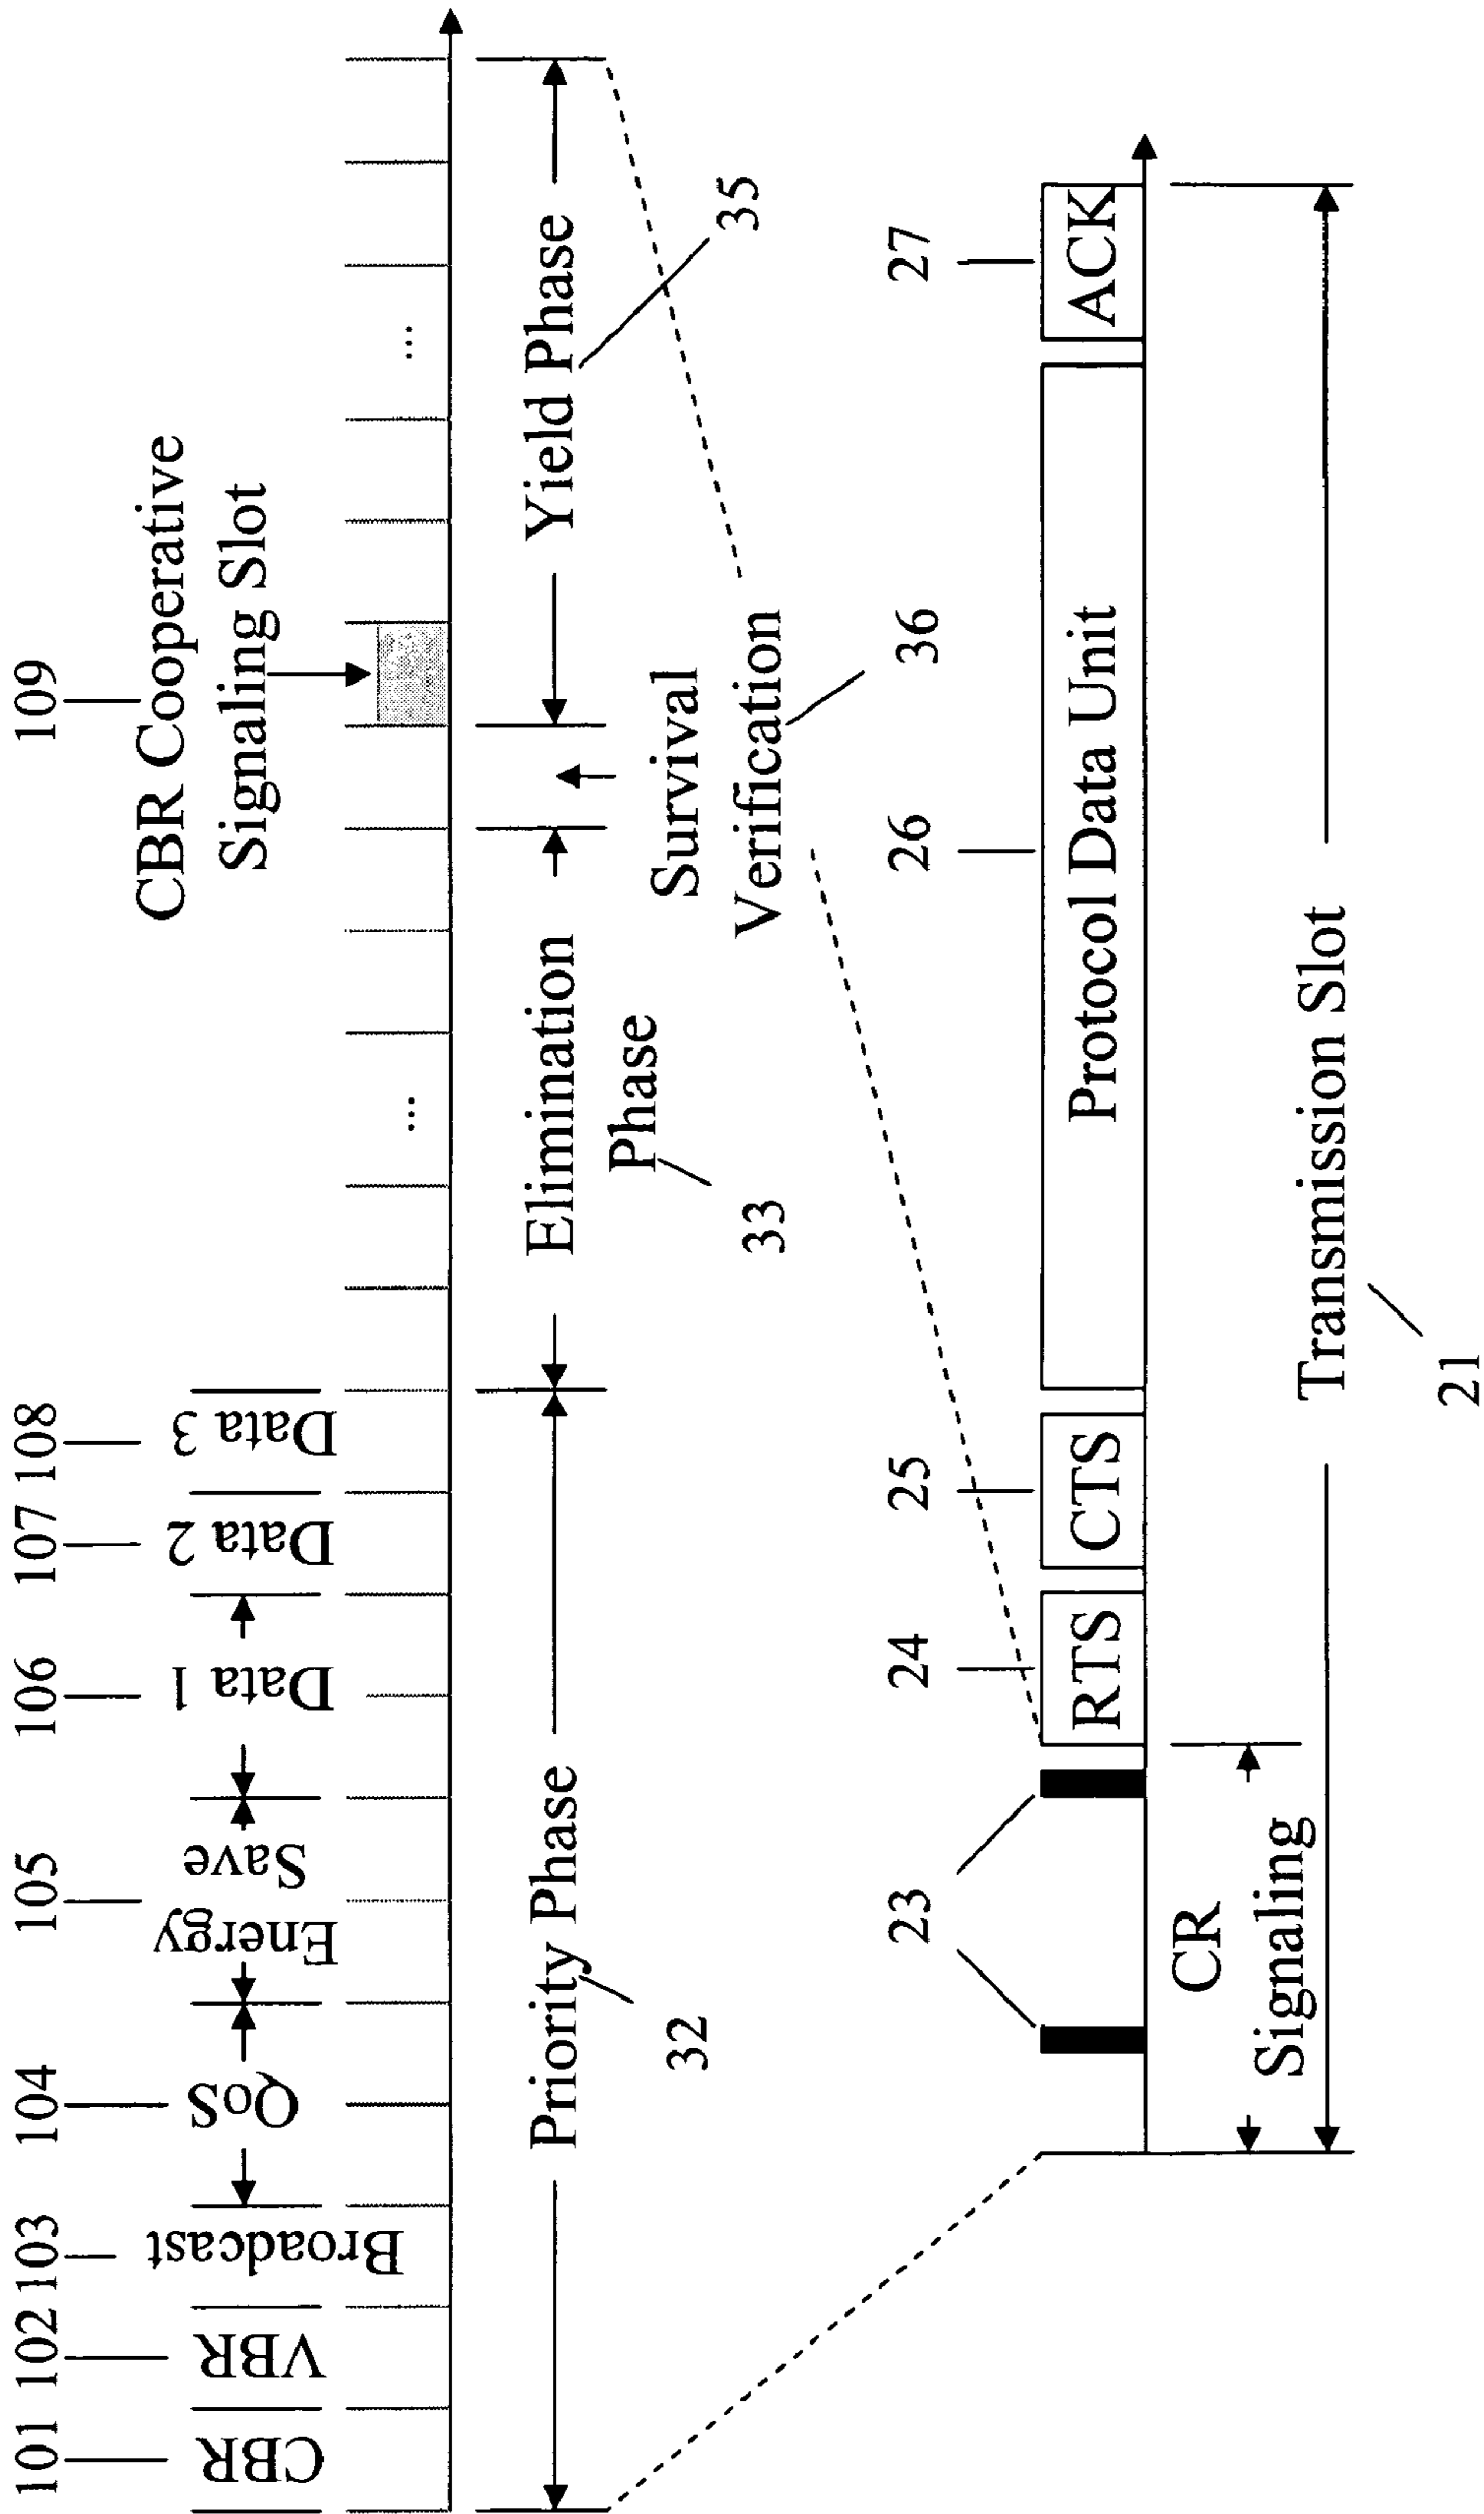 101 102 103 104 105 106 107 108 109
CBR
VBR
Broadcast
QoS
Energy
Save
Data 1
Data 2
Data 3
CBR Cooperative
Signaling Slot
...
...
Priority Phase
Elimination
Phase
Yield Phase
32
33
35
Survival
Verification
36
23
24
25
26
27
RTS
CTS
Protocol Data Unit
ACK
CR
Signaling
Transmission Slot
21